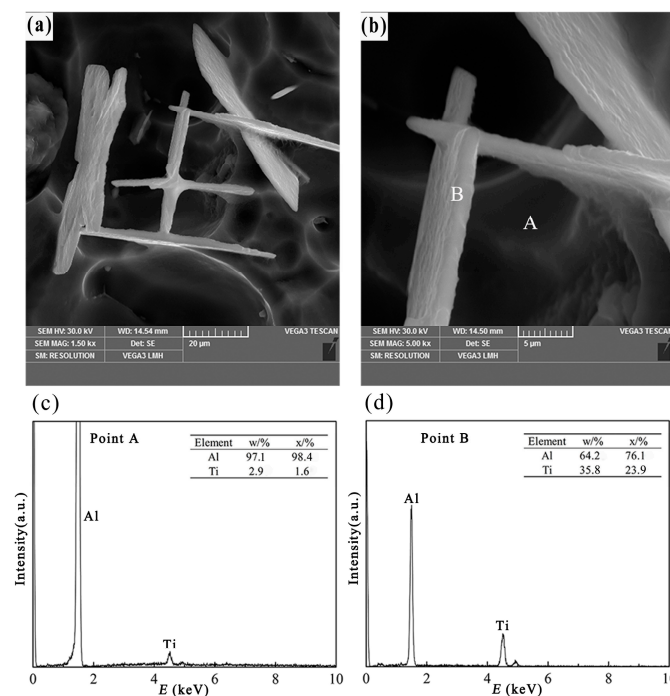 (a)
SEM HV: 30.0 kV WD: 14.54 mm VEGA3 TESCAN
SEM MAG: 1.50 kx Det: SE 20 µm
SM: RESOLUTION VEGA3 LMH
(b)
B
A
SEM HV: 30.0 kV WD: 14.50 mm VEGA3 TESCAN
SEM MAG: 5.00 kx Det: SE 5 µm
SM: RESOLUTION VEGA3 LMH
(c)
Point A
Element w/% x/%
Al 97.1 98.4
Ti 2.9 1.6
Al
Ti
Intensity(a.u.)
0 2 4 6 8 10
E (keV)
(d)
Point B
Element w/% x/%
Al 64.2 76.1
Ti 35.8 23.9
Al
Ti
Intensity(a.u.)
0 2 4 6 8 10
E (keV)